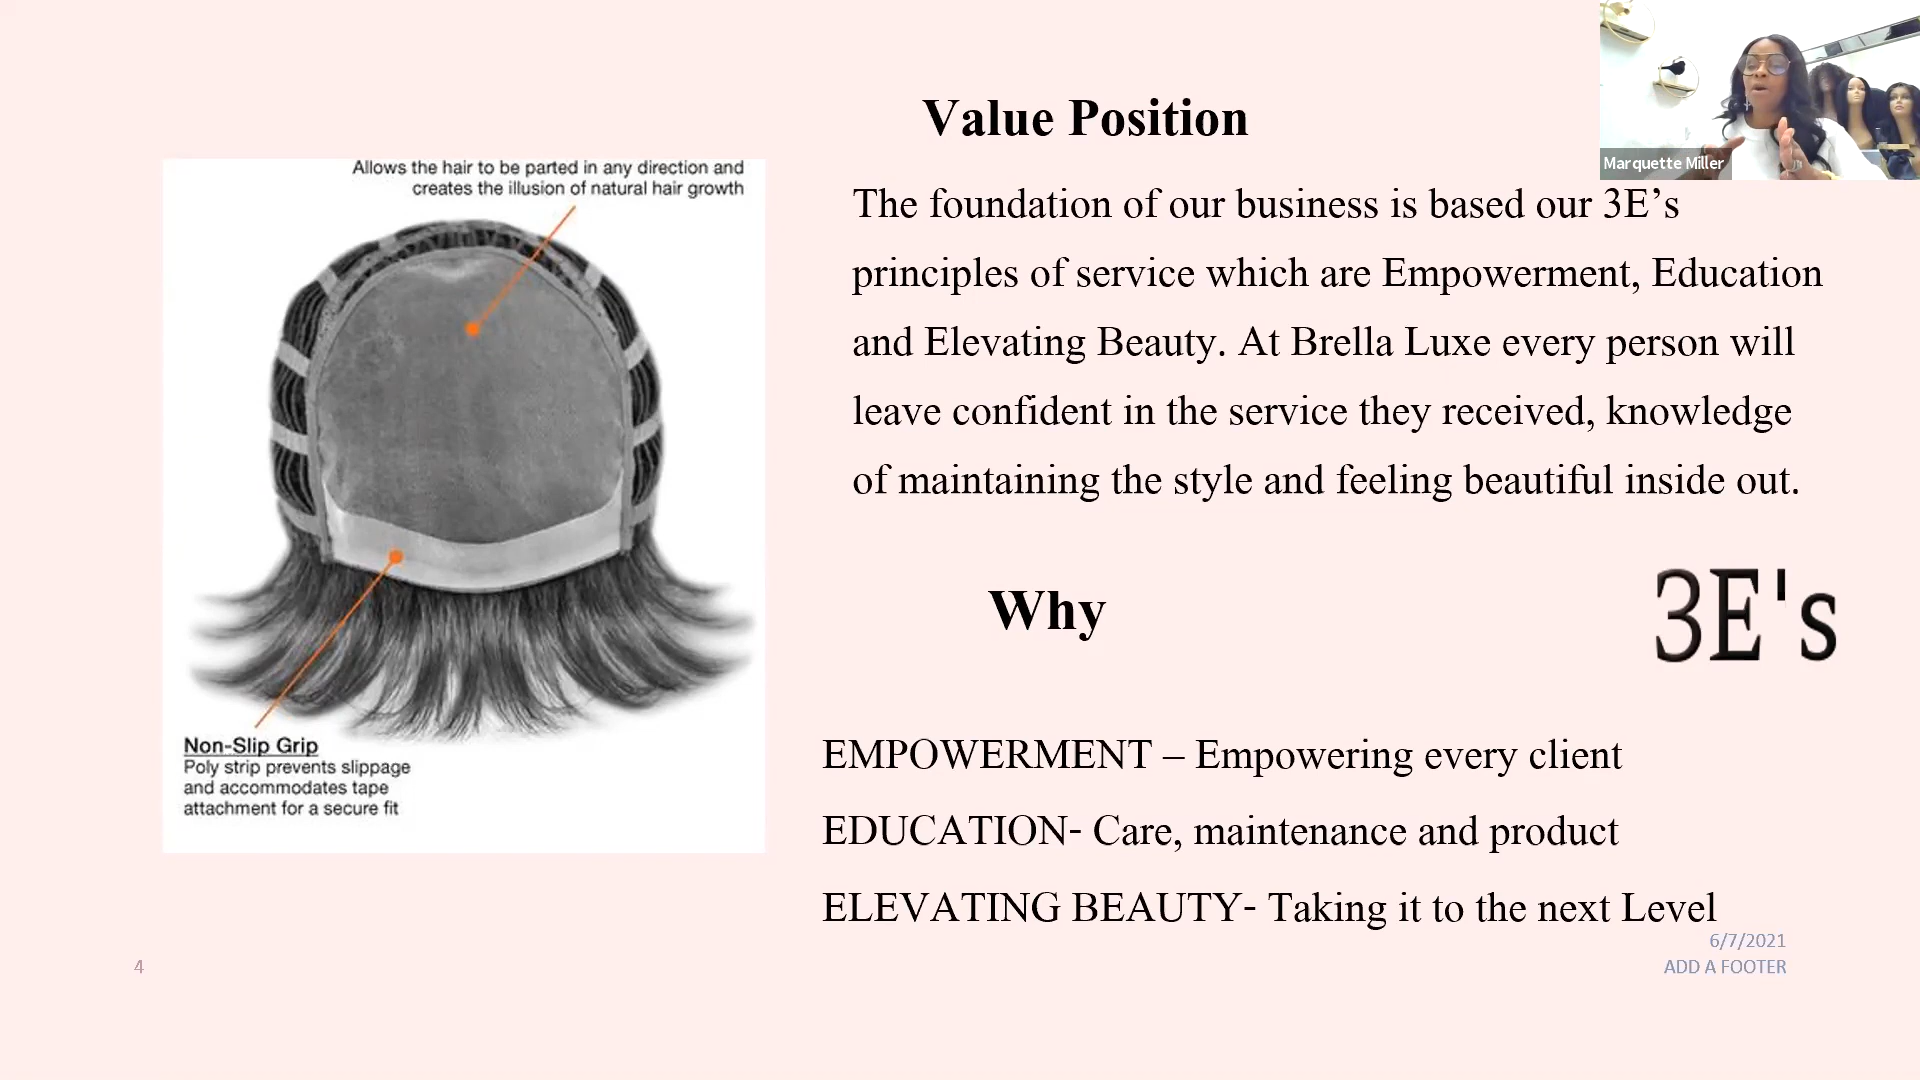 Value Position
Marquette Miller
Allows the hair to be parted in any direction and
creates the illusion of natural hair growth
The foundation of our business is based our 3E’s
principles of service which are Empowerment, Education
and Elevating Beauty. At Brella Luxe every person will
leave confident in the service they received, knowledge
of maintaining the style and feeling beautiful inside out.
Why
3E's
Non-Slip Grip
Poly strip prevents slippage
and accommodates tape
attachment for a secure fit
EMPOWERMENT – Empowering every client
EDUCATION- Care, maintenance and product
ELEVATING BEAUTY- Taking it to the next Level
6/7/2021
4
ADD A FOOTER